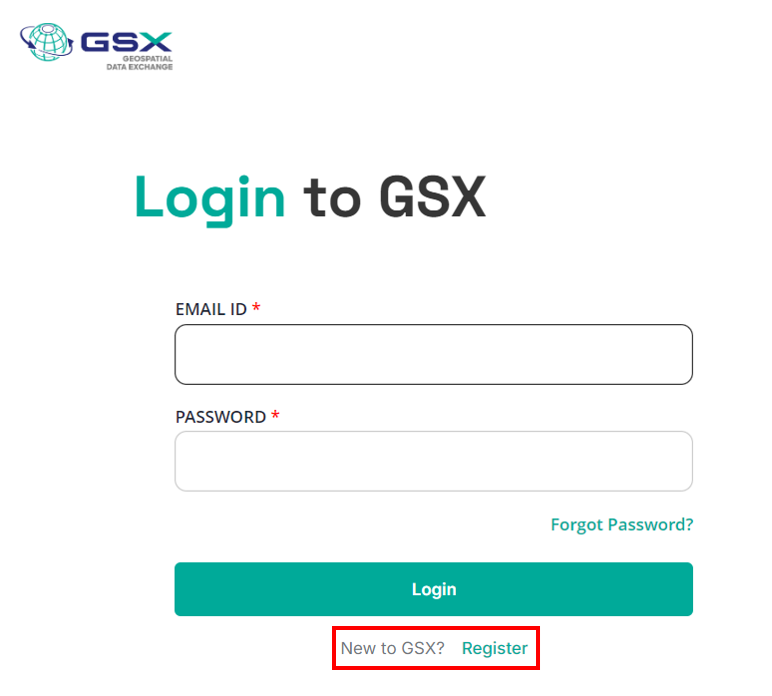 GSX
GEOSPATIAL
DATA EXCHANGE
Login to GSX
EMAIL ID *
PASSWORD *
Forgot Password?
Login
New to GSX? Register